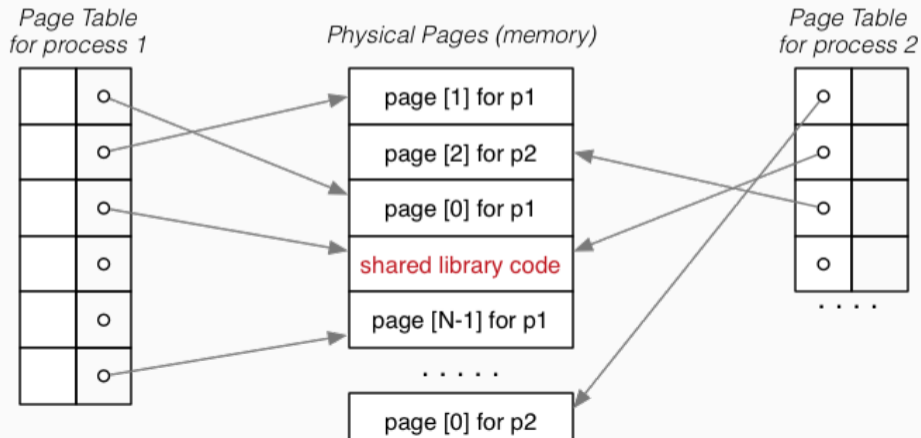 Page Table
for process 1
Physical Pages (memory)
Page Table
for process 2
page [1] for p1
page [2] for p2
page [0] for p1
shared library code
page [N-1] for p1
. . . . .
. . . .
page [0] for p2